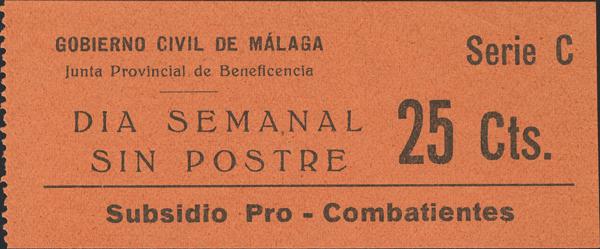 GOBIERNO CIVIL DE MÁLAGA
Junta Provincial de Beneficencia
Serie C
DIA SEMANAL
SIN POSTRE
25 Cts.
Subsidio Pro - Combatientes